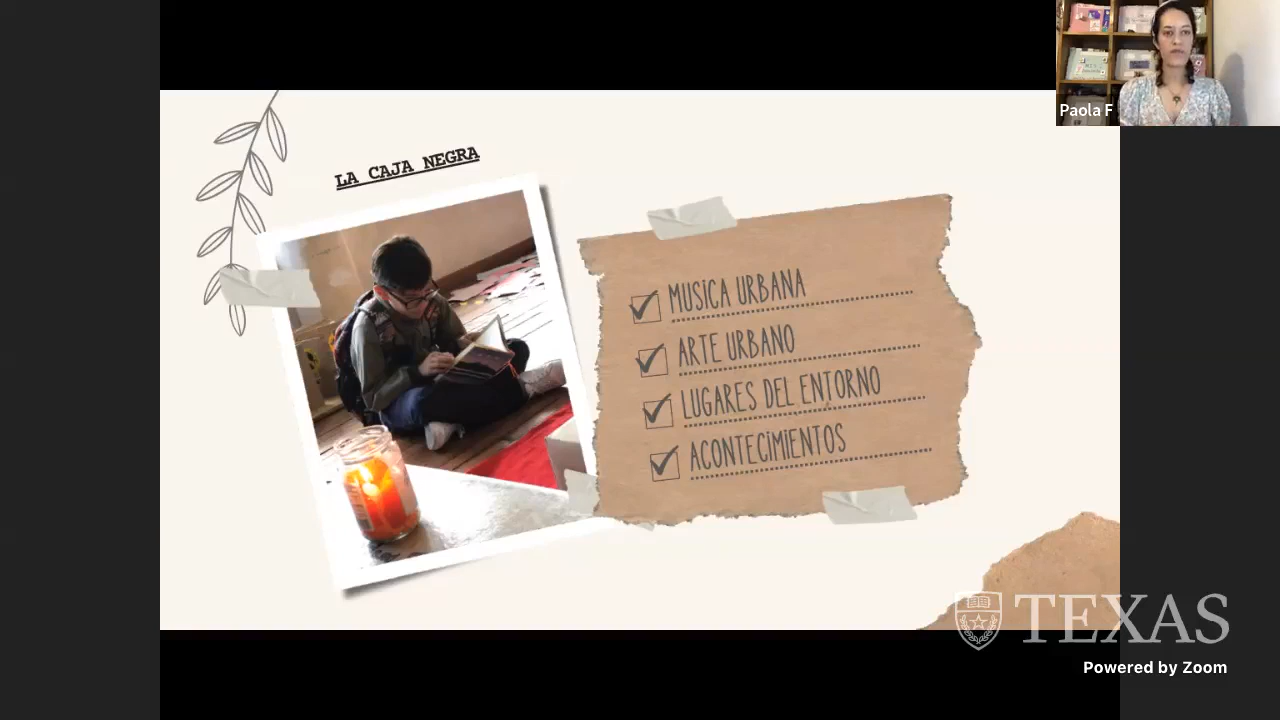 Paola F
LA CAJA NEGRA
MUSICA URBANA
ARTE URBANO
LUGARES DEL ENTORNO
ACONTECIMIENTOS
TEXAS
Powered by Zoom